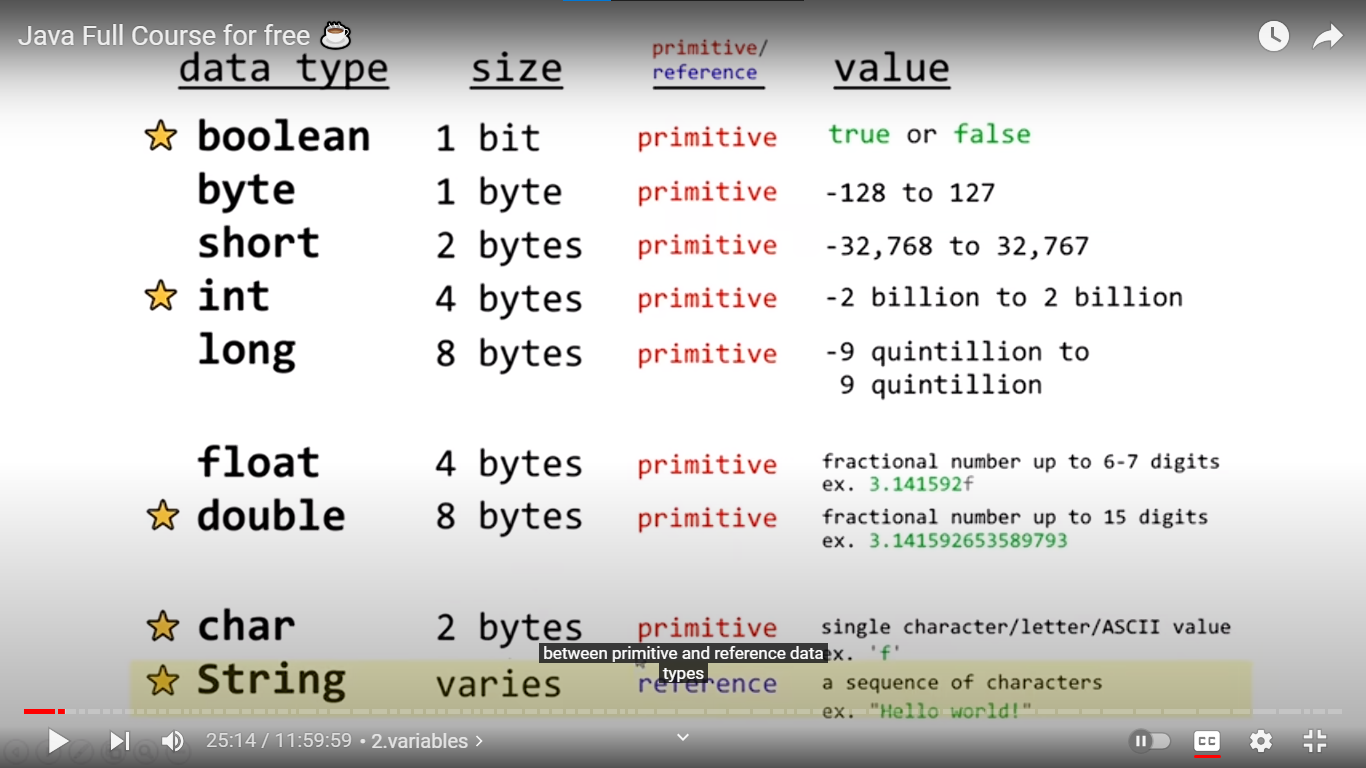 Java Full Course for free ☕
data type size primitive/ reference value
boolean 1 bit primitive true or false
byte 1 byte primitive -128 to 127
short 2 bytes primitive -32,768 to 32,767
int 4 bytes primitive -2 billion to 2 billion
long 8 bytes primitive -9 quintillion to
9 quintillion
float 4 bytes primitive fractional number up to 6-7 digits
ex. 3.141592f
double 8 bytes primitive fractional number up to 15 digits
ex. 3.141592653589793
char 2 bytes primitive single character/letter/ASCII value
ex. 'f'
between primitive and reference data
types
String varies reference a sequence of characters
ex. "Hello world!"
25:14 / 11:59:59 • 2.variables >
CC